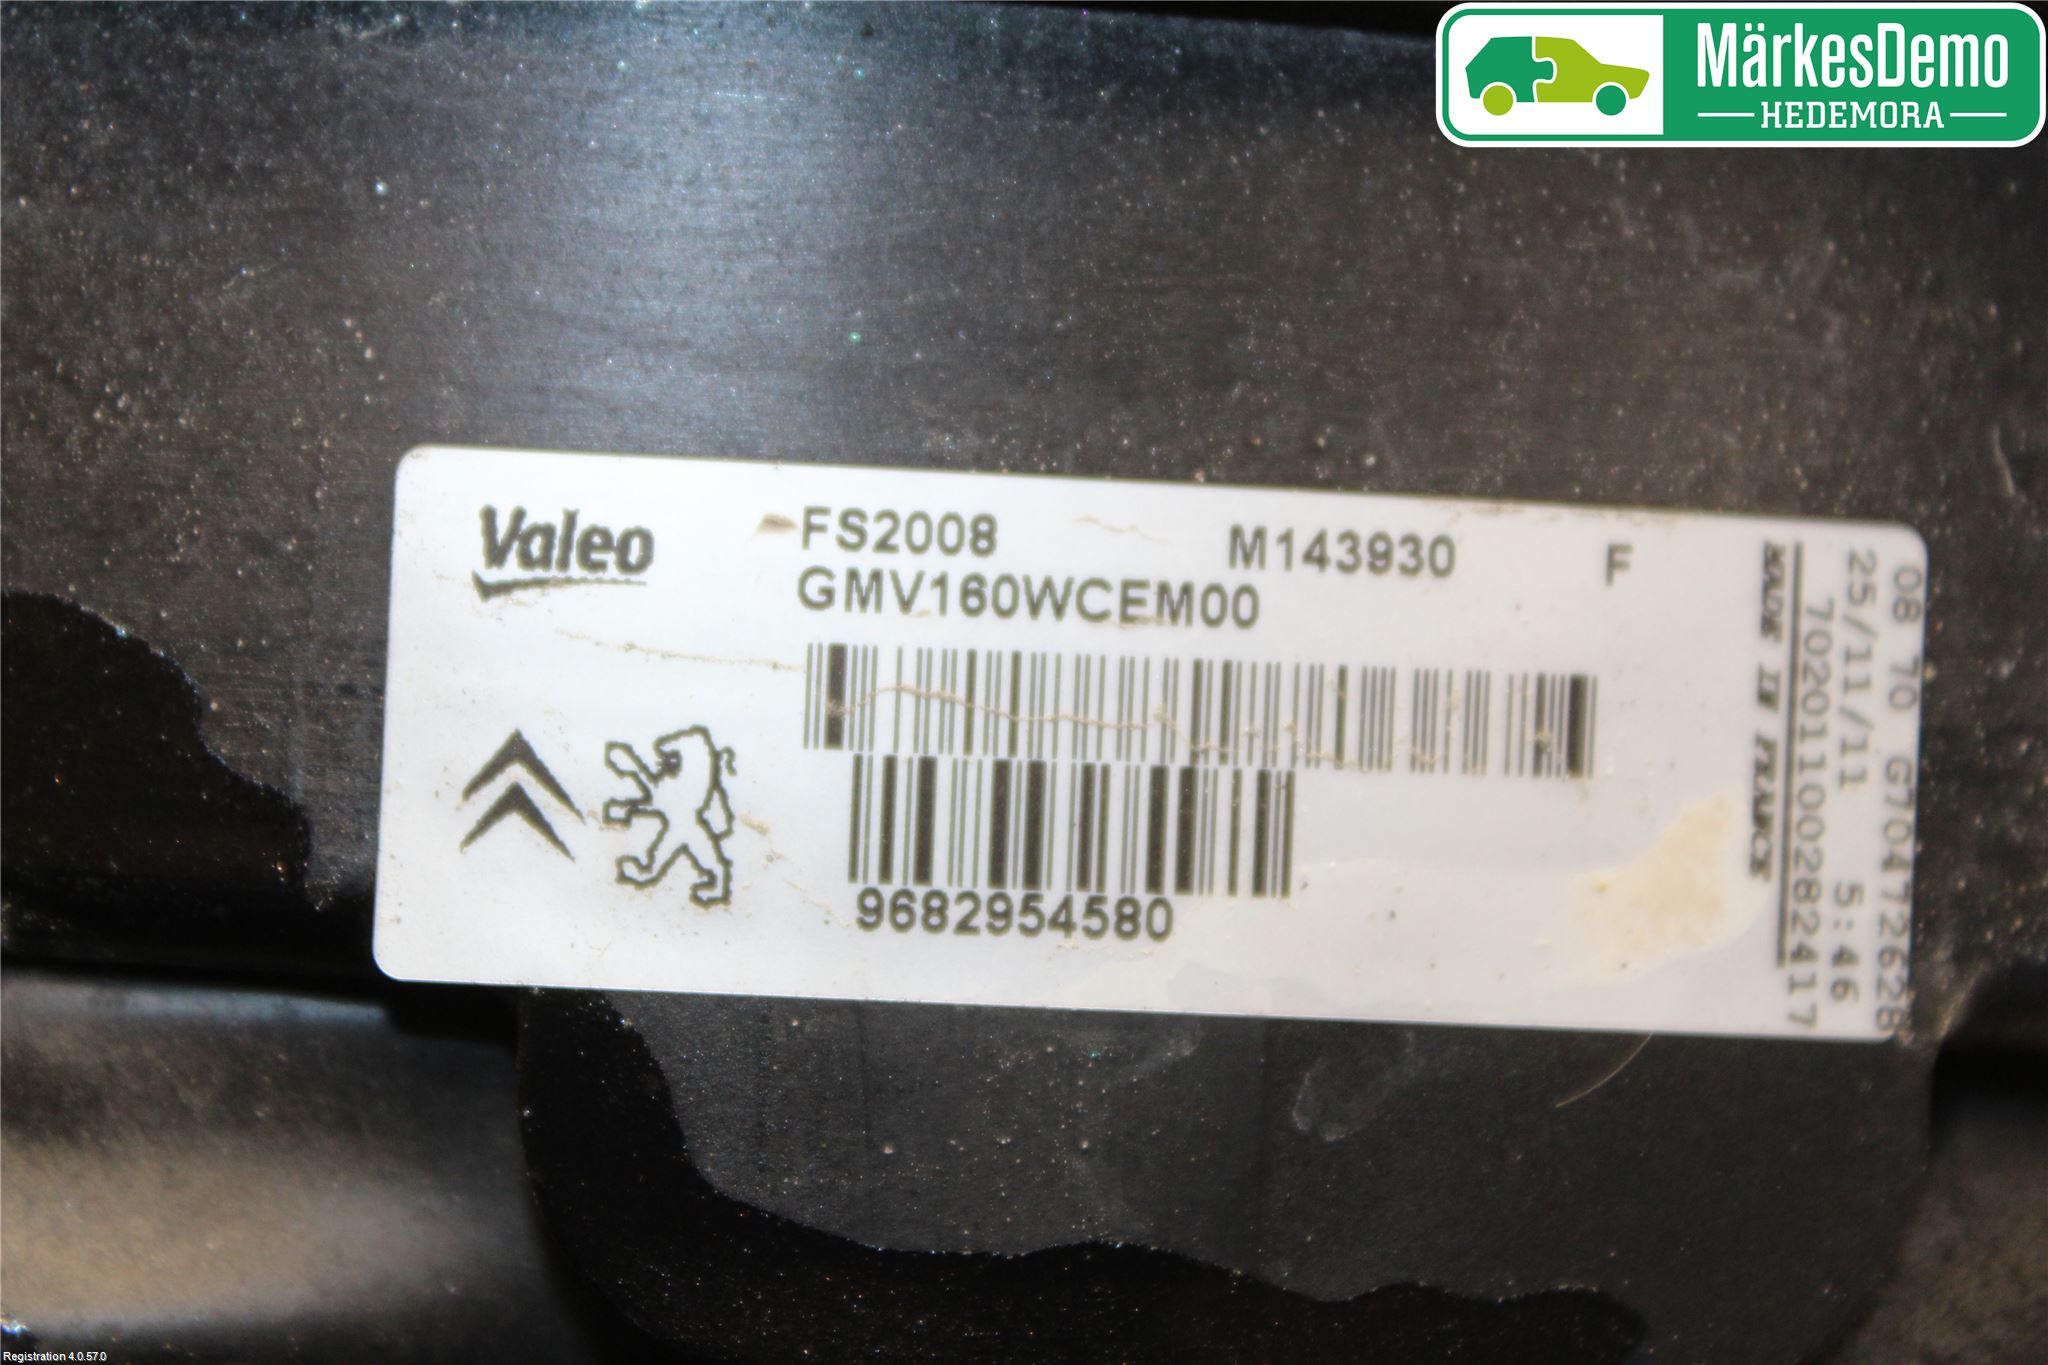 MärkesDemo
HEDEMORA
Valeo
FS2008 M143930 F
GMV160WCEM00
9682954580
MADE IN FRANCE
70201100282417
25/11/11 5:46
08 70 G70472628
Registration 4.0.57.0